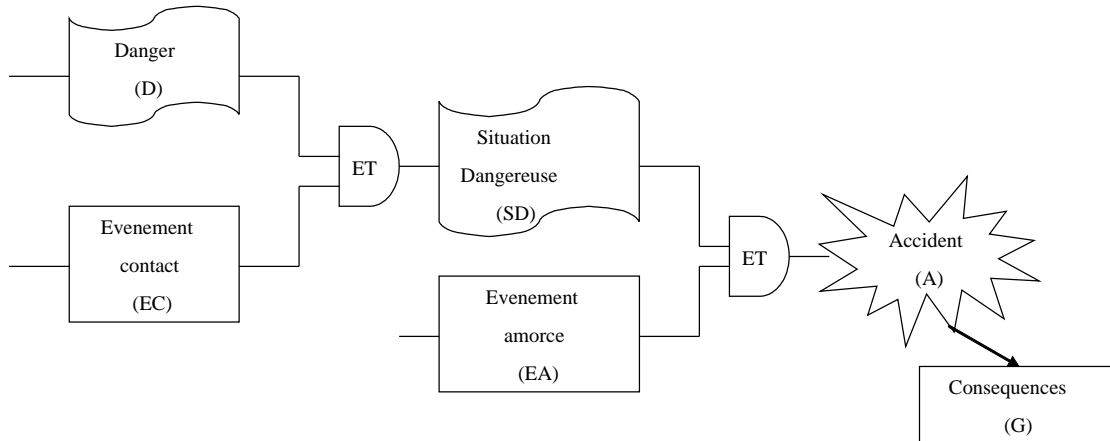 Danger
(D)
ET
Evenement
contact
(EC)
Situation
Dangereuse
(SD)
Evenement
amorce
(EA)
ET
Accident
(A)
Consequences
(G)